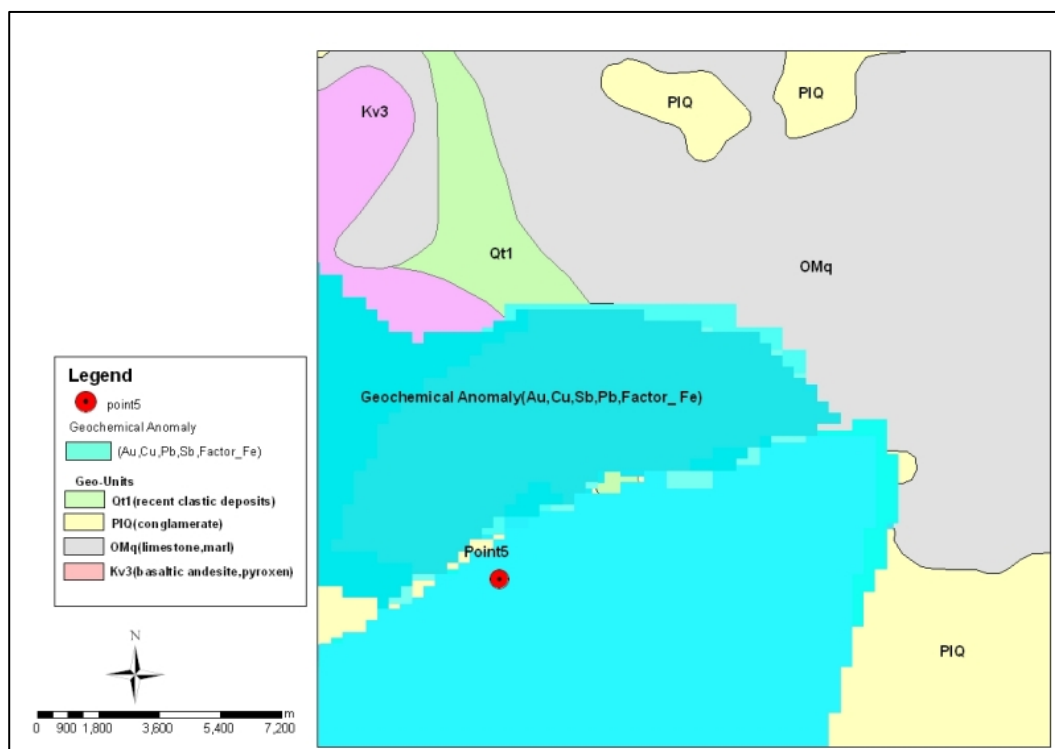 Kv3
PlQ
PlQ
Qt1
OMq
Geochemical Anomaly(Au,Cu,Sb,Pb,Factor_ Fe)
Point5
PlQ
Legend
point5
Geochemical Anomaly
(Au,Cu,Pb,Sb,Factor_Fe)
Geo-Units
Qt1(recent clastic deposits)
PlQ(conglamerate)
OMq(limestone,marl)
Kv3(basaltic andesite,pyroxen)
N
m
0 900 1,800 3,600 5,400 7,200